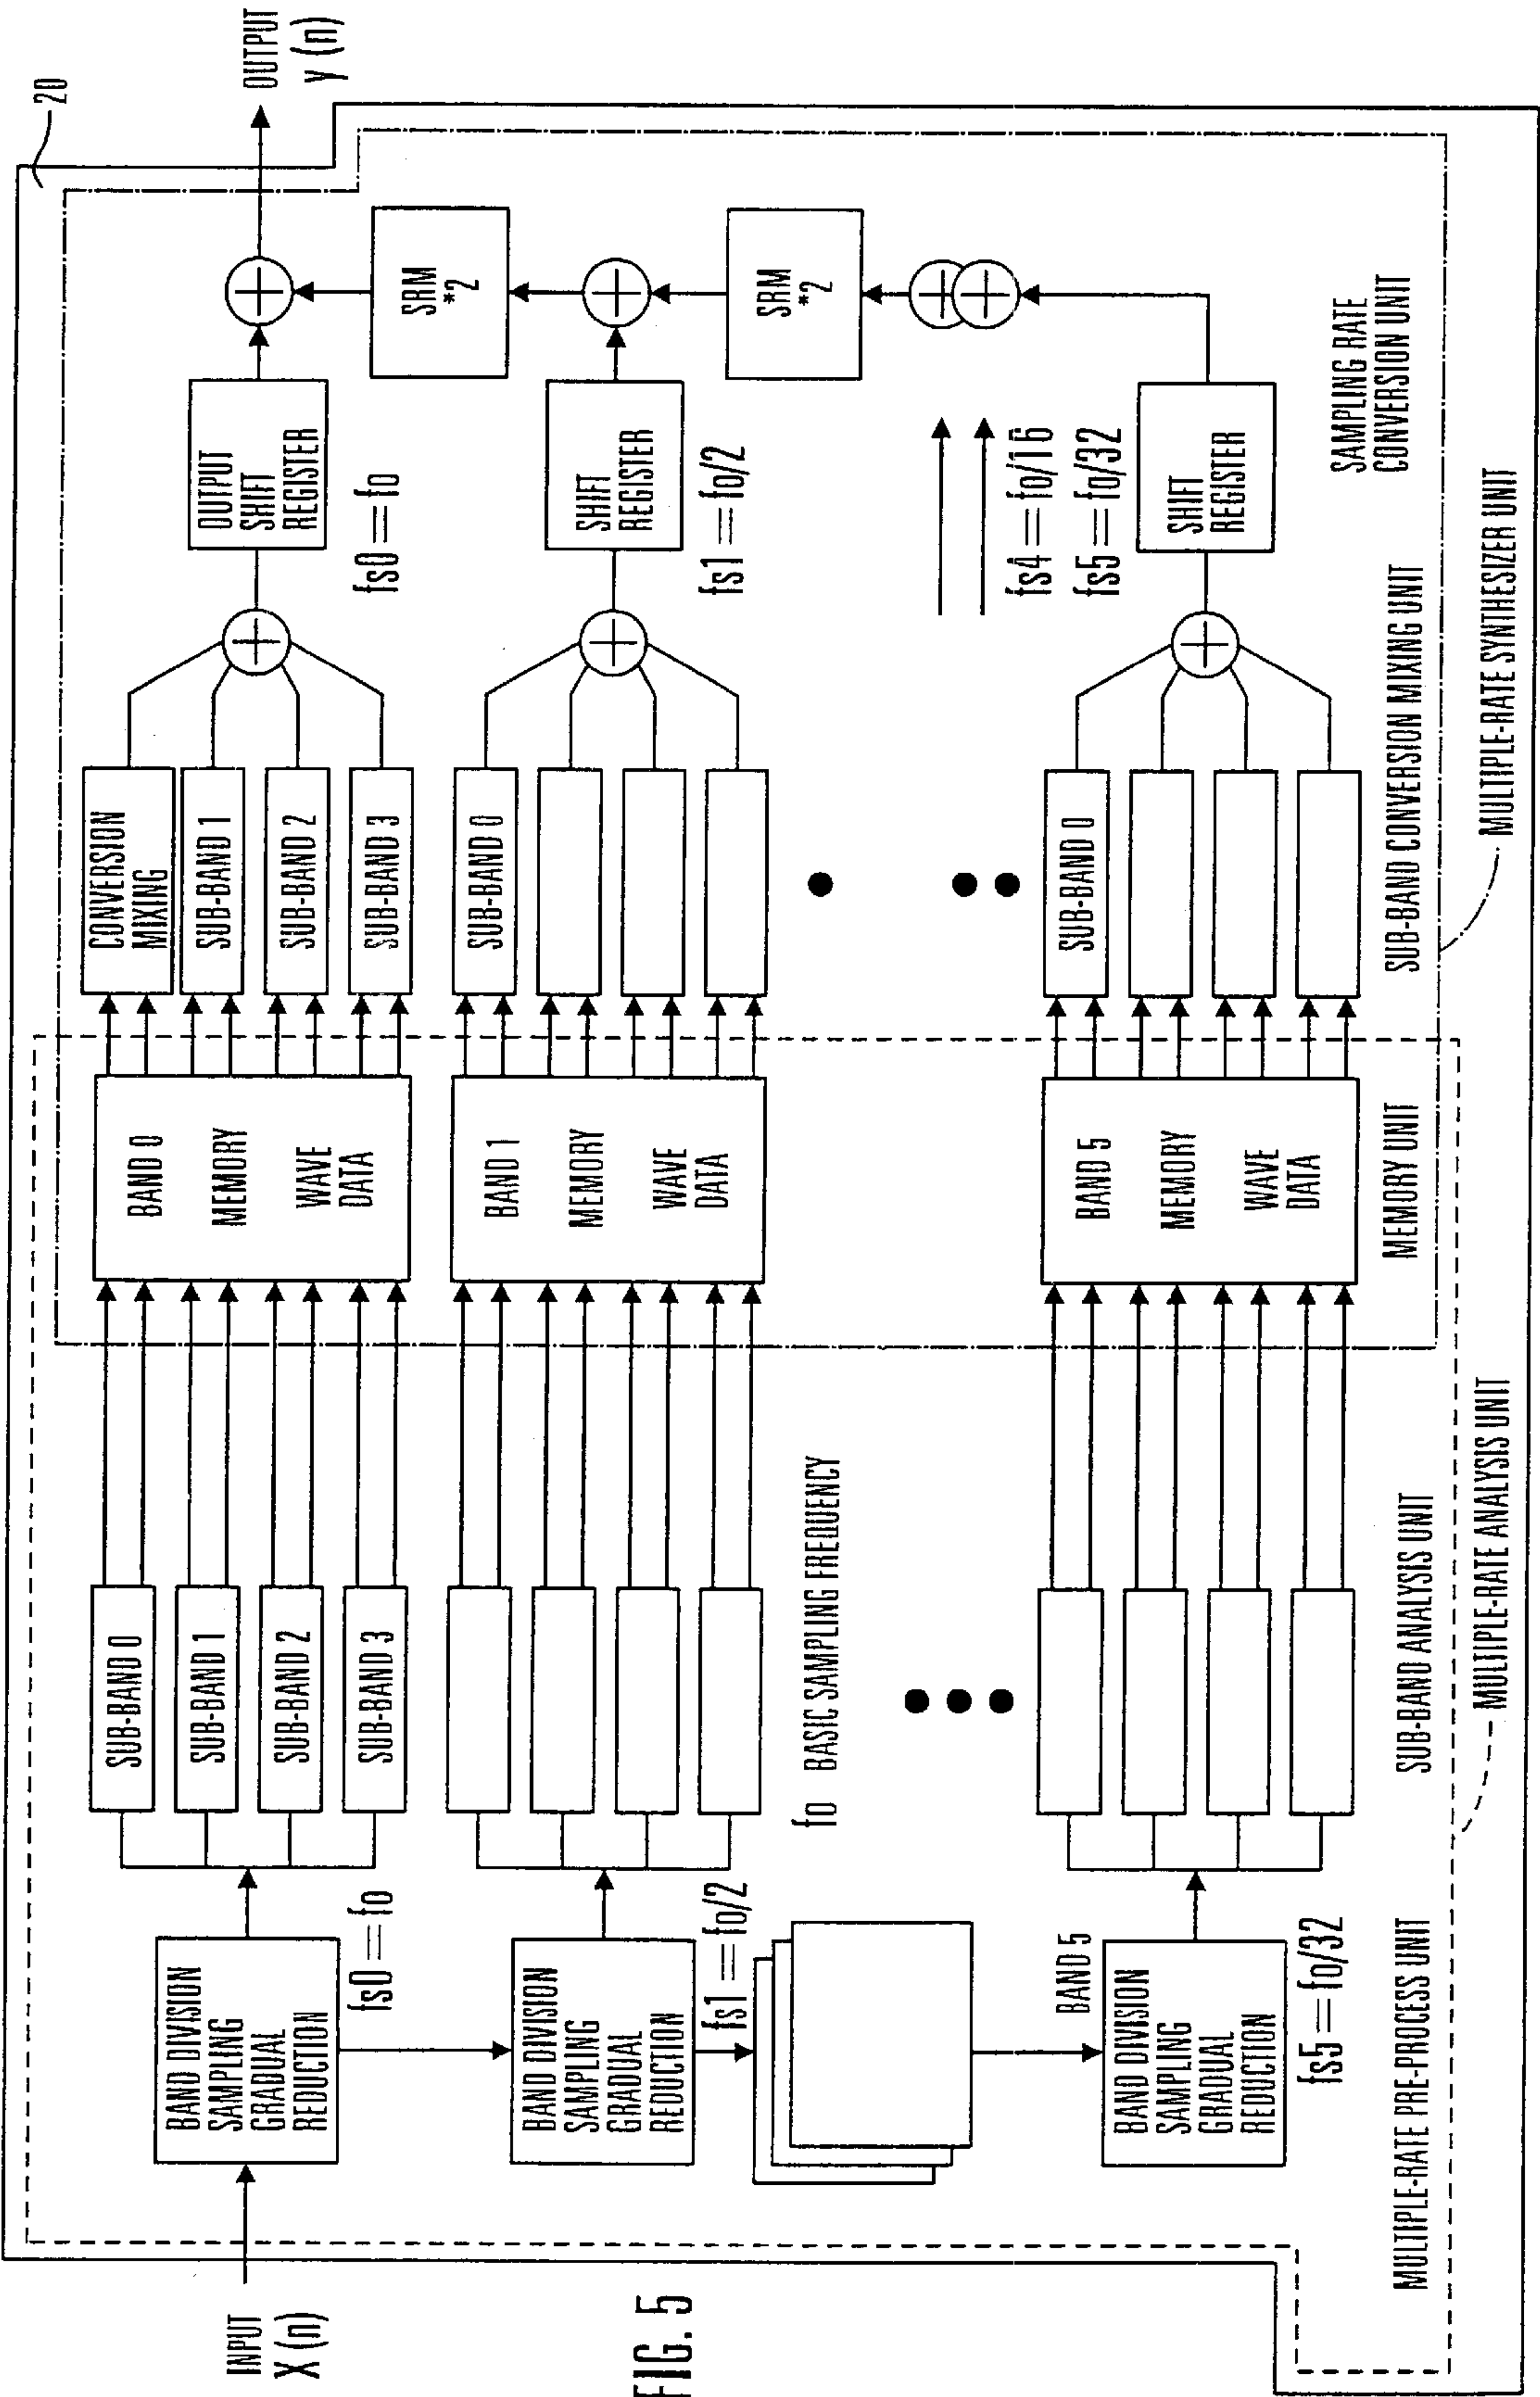 20
INPUT
X (n)
BAND DIVISION
SAMPLING
GRADUAL
REDUCTION
fs0 = fo
SUB-BAND 0
SUB-BAND 1
SUB-BAND 2
SUB-BAND 3
BAND 0
MEMORY
WAVE
DATA
CONVERSION
MIXING
SUB-BAND 1
SUB-BAND 2
SUB-BAND 3
OUTPUT
SHIFT
REGISTER
fs0 = fo
OUTPUT
y (n)
SRM
*2
BAND DIVISION
SAMPLING
GRADUAL
REDUCTION
fs1 = fo/2
BAND 1
MEMORY
WAVE
DATA
SUB-BAND 0
SHIFT
REGISTER
fs1 = fo/2
SRM
*2
fo BASIC SAMPLING FREQUENCY
fs4 = fo/16
fs5 = fo/32
BAND 5
BAND DIVISION
SAMPLING
GRADUAL
REDUCTION
fs5 = fo/32
BAND 5
MEMORY
WAVE
DATA
SUB-BAND 0
SHIFT
REGISTER
MULTIPLE-RATE PRE-PROCESS UNIT
SUB-BAND ANALYSIS UNIT
MEMORY UNIT
SUB-BAND CONVERSION MIXING UNIT
SAMPLING RATE
CONVERSION UNIT
MULTIPLE-RATE ANALYSIS UNIT
MULTIPLE-RATE SYNTHESIZER UNIT
FIG. 5